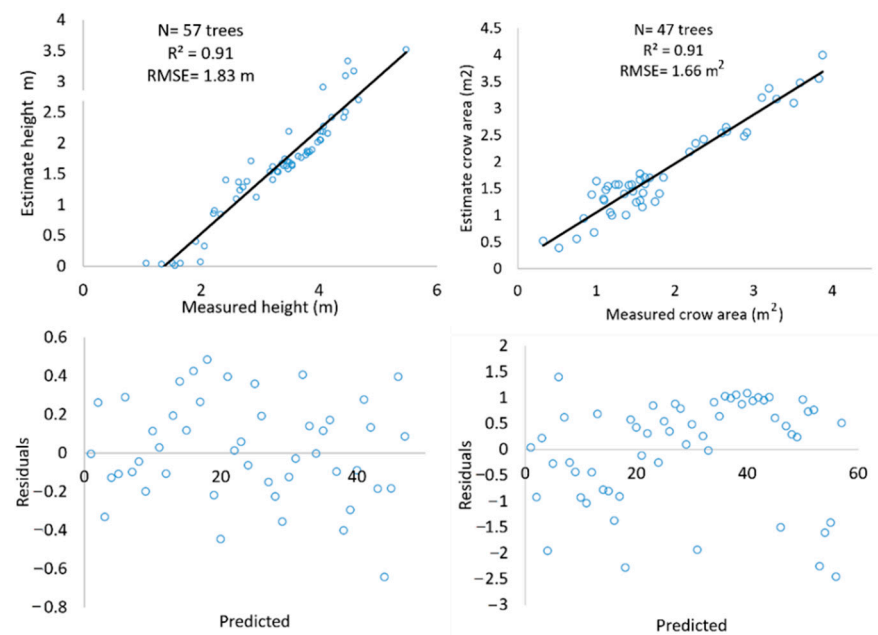 N= 57 trees
R² = 0.91
RMSE= 1.83 m
Estimate height m)
4
3.5
3
2.5
2
1.5
1
0.5
0
0 2 4 6
Measured height (m)
N= 47 trees
R² = 0.91
RMSE= 1.66 m²
Estimate crow area (m2)
4.5
4
3.5
3
2.5
2
1.5
1
0.5
0
0 1 2 3 4
Measured crow area (m²)
Residuals
0.6
0.4
0.2
0
−0.2
−0.4
−0.6
−0.8
0 20 40
Predicted
Residuals
2
1.5
1
0.5
0
−0.5
−1
−1.5
−2
−2.5
−3
0 20 40 60
Predicted